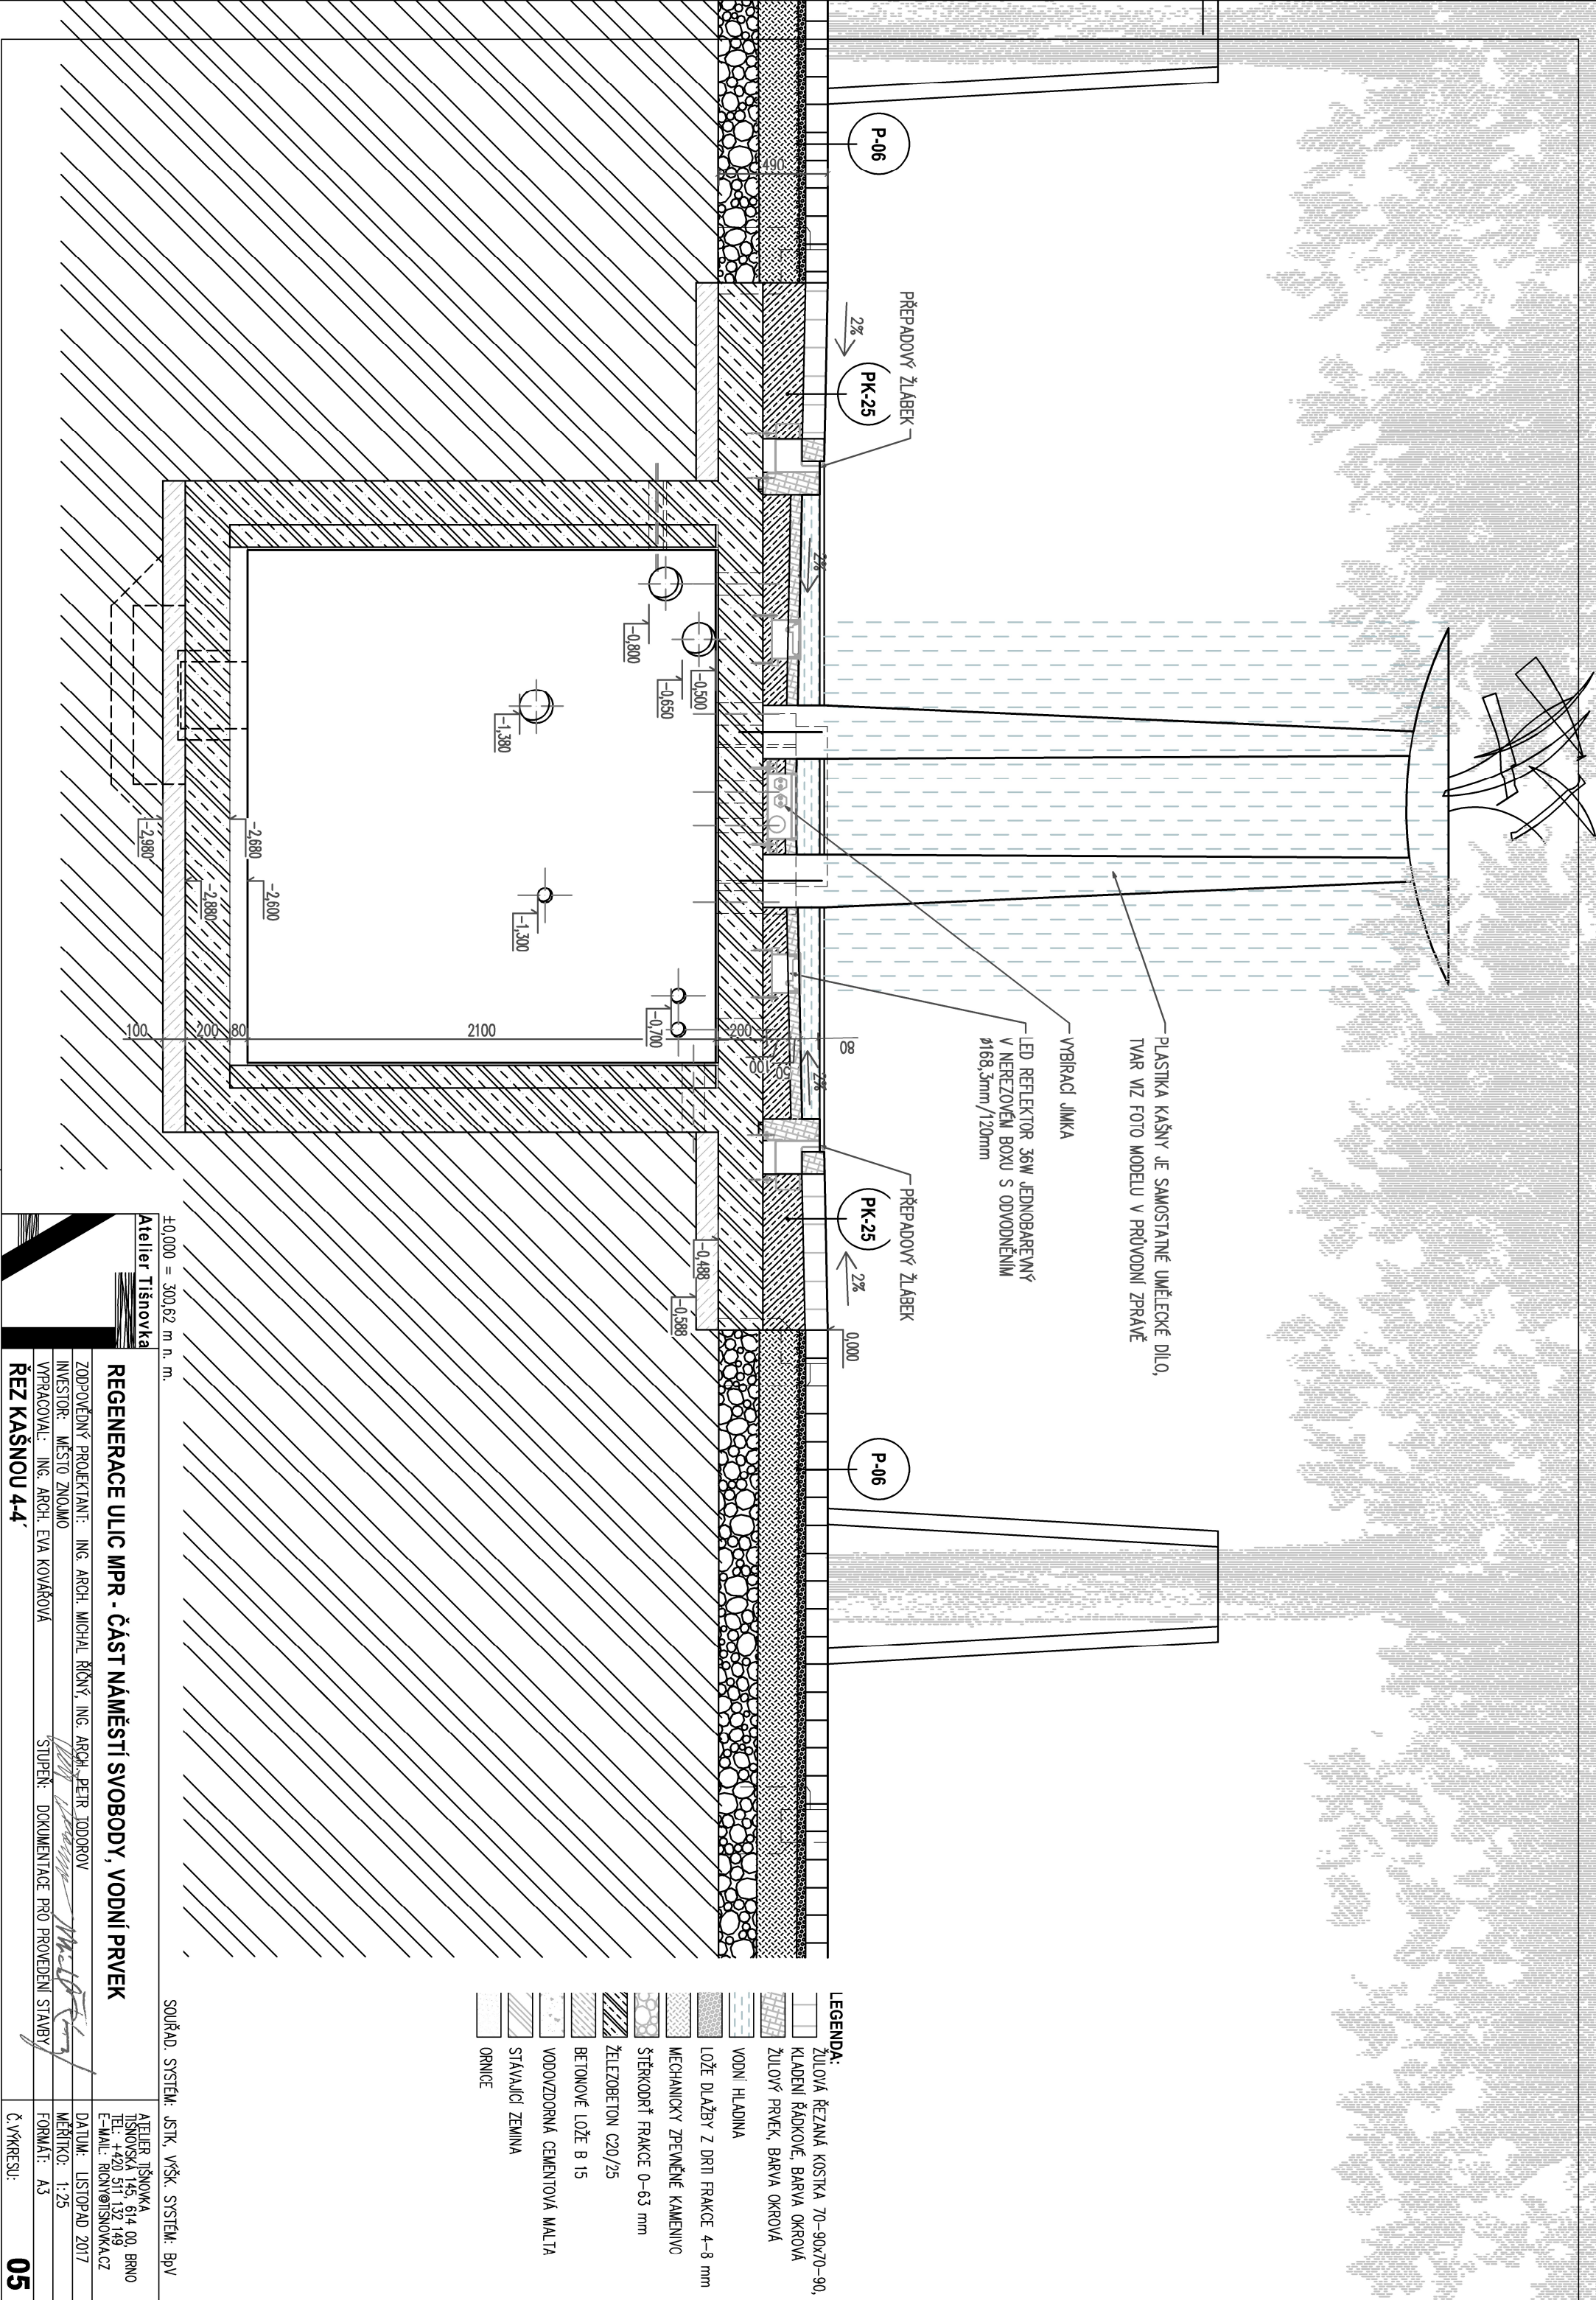 P-06
490
2%
PK-25
PŘEPADOVÝ ŽLÁBEK
2%
-0,800
-0,500
-0,650
-1,380
-1,300
-0,700
-2,680
-2,600
-2,980
-2,880
100
200
80
2100
200
100
50
80
2%
PLASTIKA KAŠNY JE SAMOSTATNÉ UMĚLECKÉ DÍLO,
TVAR VIZ FOTO MODELU V PRŮVODNÍ ZPRÁVĚ
VYBÍRACÍ JÍMKA
LED REFLEKTOR 36W JEDNOBAREVNÝ
V NEREZOVÉM BOXU S ODVODNĚNÍM
ø168,3mm/120mm
PŘEPADOVÝ ŽLÁBEK
PK-25
2%
-0,488
-0,588
0,000
P-06
LEGENDA:
ŽULOVÁ ŘEZANÁ KOSTKA 70-90x70-90,
KLADENÍ ŘÁDKOVÉ, BARVA OKROVÁ
ŽULOVÝ PRVEK, BARVA OKROVÁ
VODNÍ HLADINA
LOŽE DLAŽBY Z DRTI FRAKCE 4-8 mm
MECHANICKY ZPEVNĚNÉ KAMENIVO
ŠTĚRKODRŤ FRAKCE 0-63 mm
ŽELEZOBETON C20/25
BETONOVÉ LOŽE B 15
VODOVZDORNÁ CEMENTOVÁ MALTA
STÁVAJÍCÍ ZEMINA
ORNICE
±0,000 = 300,62 m n. m.
SOUŘAD. SYSTÉM: JSTK, VÝŠK. SYSTÉM: BpV
Atelier Tišnovka
REGENERACE ULIC MPR - ČÁST NÁMĚSTÍ SVOBODY, VODNÍ PRVEK
ZODPOVĚDNÝ PROJEKTANT: ING. ARCH. MICHAL ŘIČNÝ, ING. ARCH. PETR TODOROV
INVESTOR: MĚSTO ZNOJMO
VYPRACOVAL: ING. ARCH. EVA KOVÁŘOVÁ
STUPEŇ: DOKUMENTACE PRO PROVEDENÍ STAVBY
ŘEZ KAŠNOU 4-4´
ATELIER TIŠNOVKA
TIŠNOVSKÁ 145, 614 00, BRNO
TEL: +420 511 132 149
E-MAIL: RICNY@TISNOVKA.CZ
DATUM: LISTOPAD 2017
MĚŘÍTKO: 1:25
FORMÁT: A3
Č.VÝKRESU:
05